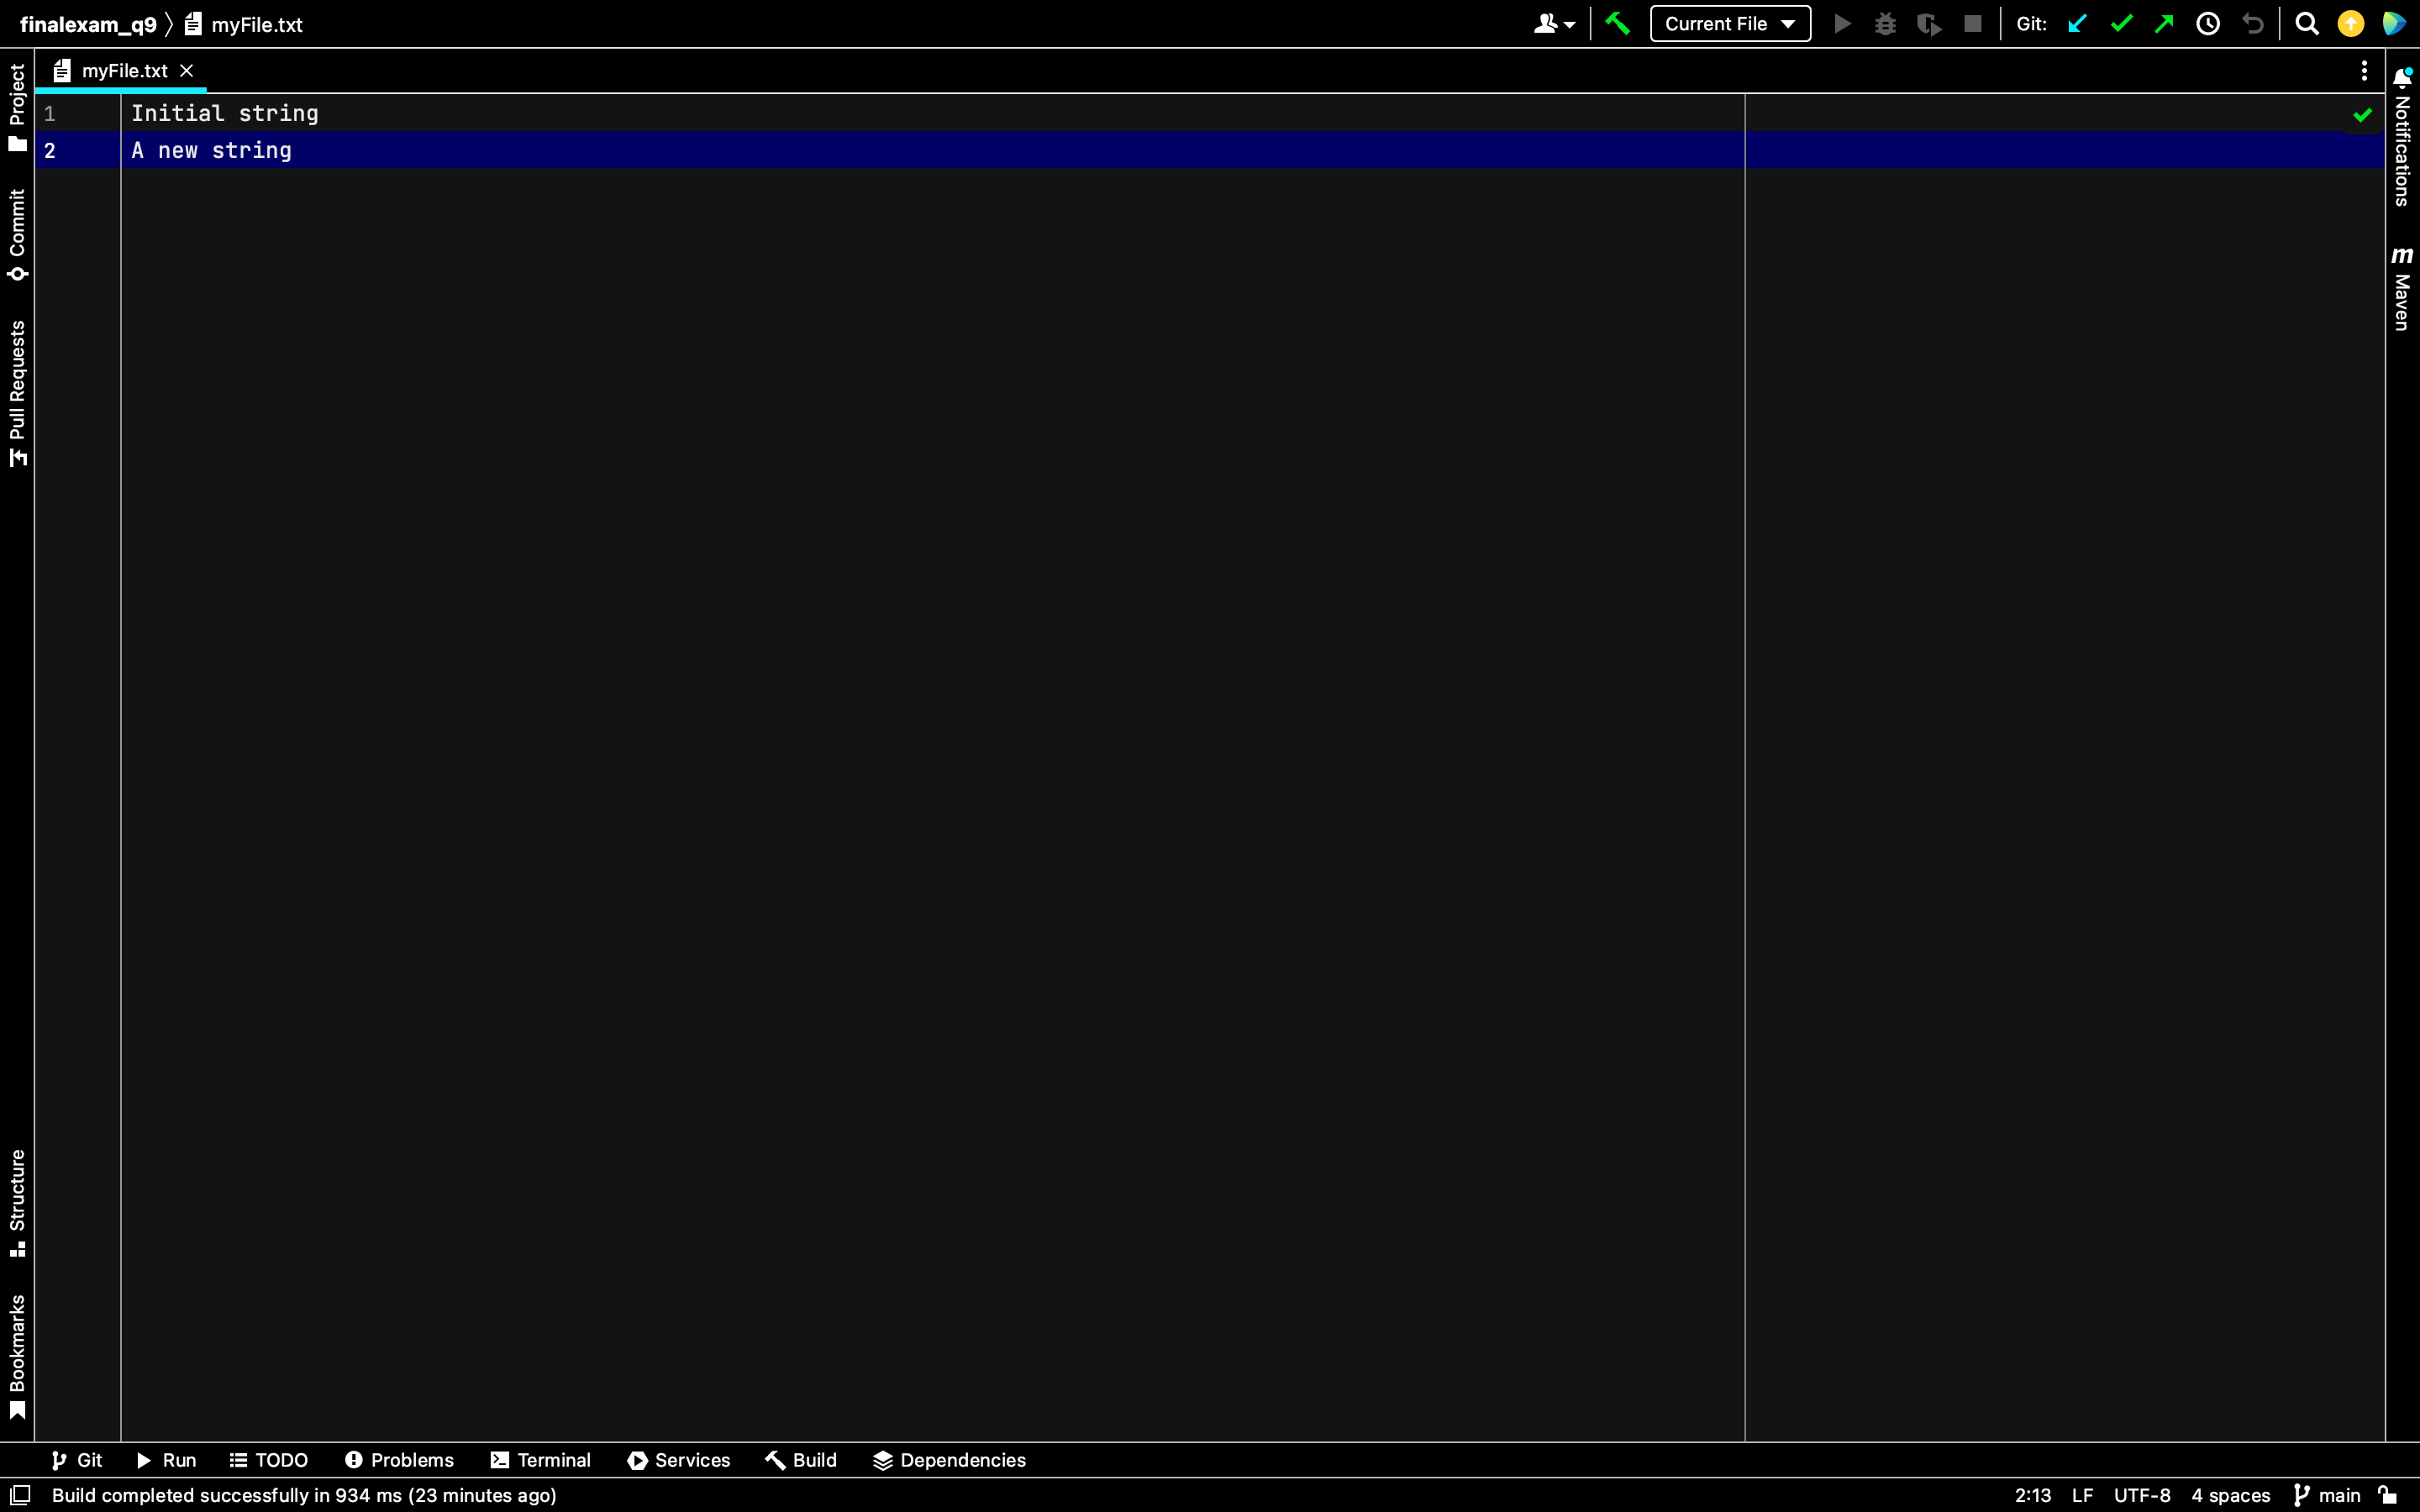 finalexam_q9 〉 myFile.txt
Current File
Git:
myFile.txt
Project
Commit
Pull Requests
Structure
Bookmarks
1 Initial string
2 A new string
Notifications
m Maven
Git Run TODO Problems Terminal Services Build Dependencies
Build completed successfully in 934 ms (23 minutes ago)
2:13 LF UTF-8 4 spaces main